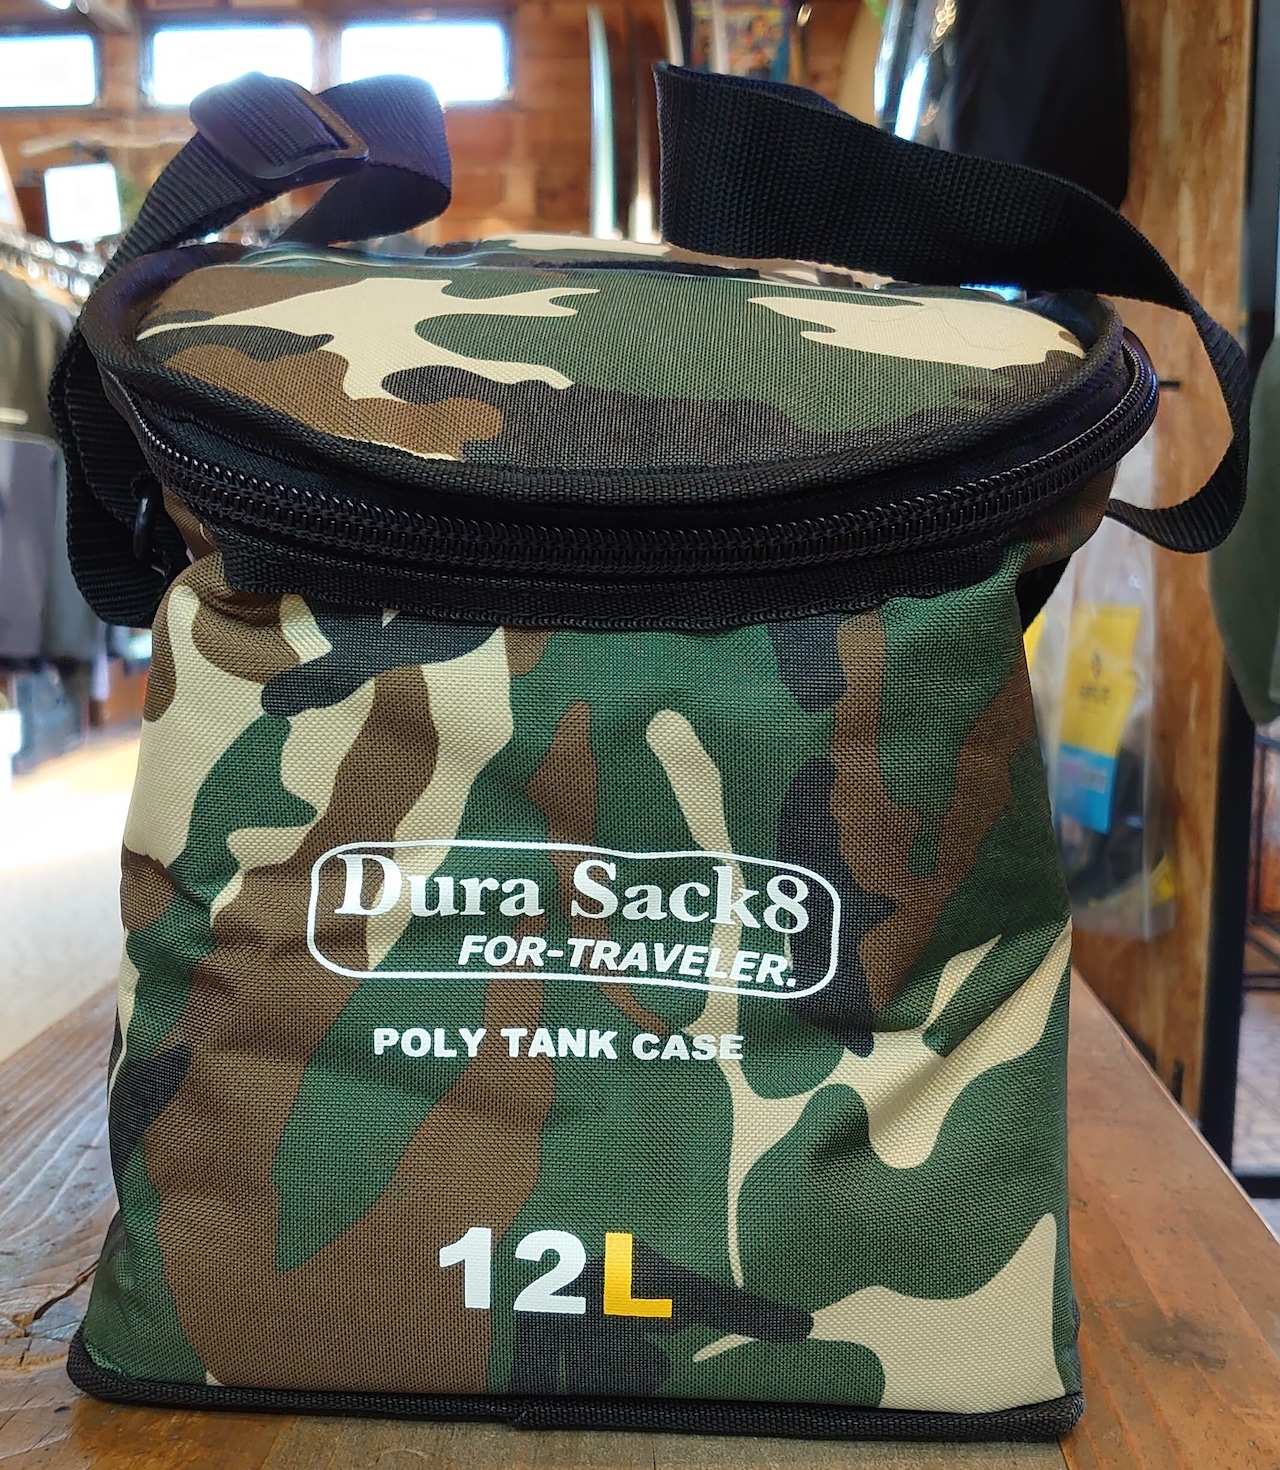 Dura Sack8
FOR-TRAVELER.
POLY TANK CASE
12L